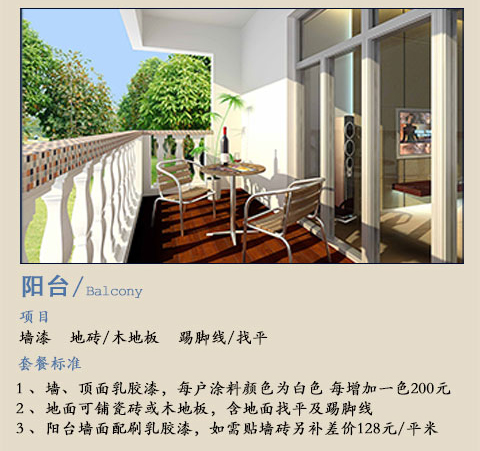 阳台/Balcony
项目
墙漆 地砖/木地板 踢脚线/找平
套餐标准
1、墙、顶面乳胶漆，每户涂料颜色为白色 每增加一色200元
2、地面可铺瓷砖或木地板，含地面找平及踢脚线
3、阳台墙面配刷乳胶漆，如需贴墙砖另补差价128元/平米